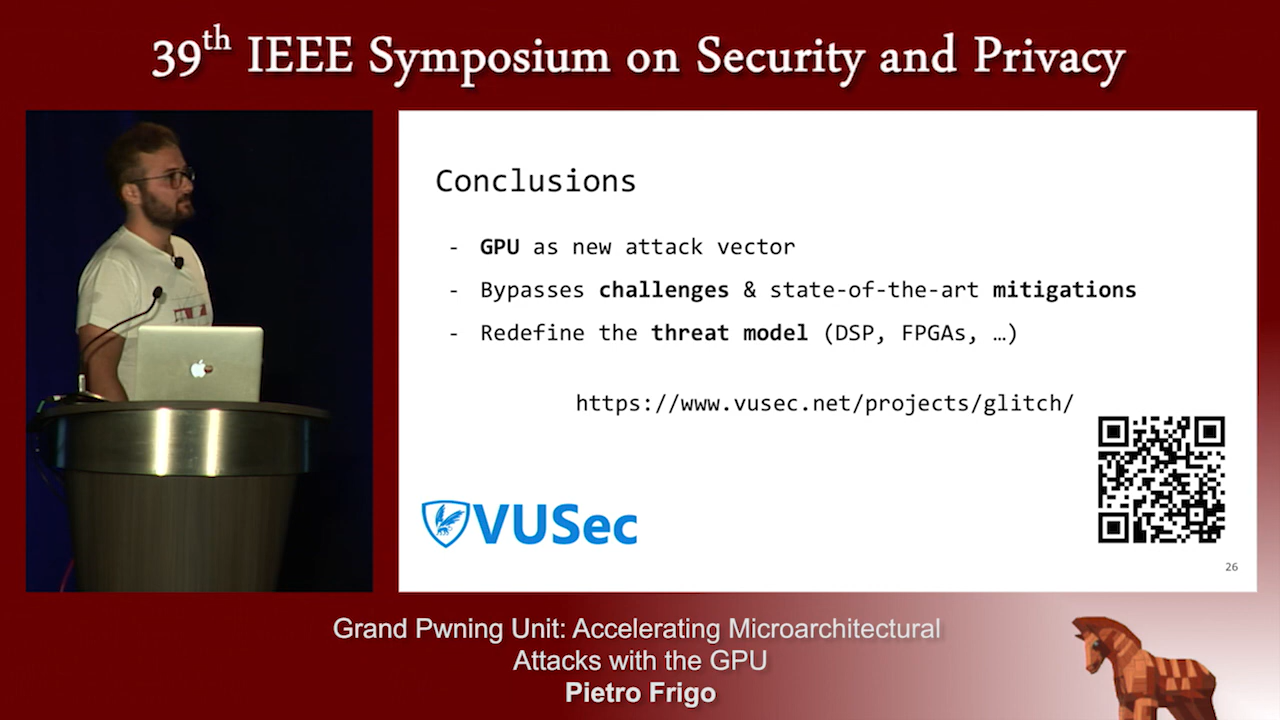 39th IEEE Symposium on Security and Privacy
Conclusions
- GPU as new attack vector
- Bypasses challenges & state-of-the-art mitigations
- Redefine the threat model (DSP, FPGAs, …)
https://www.vusec.net/projects/glitch/
VUSec
26
Grand Pwning Unit: Accelerating Microarchitectural
Attacks with the GPU
Pietro Frigo